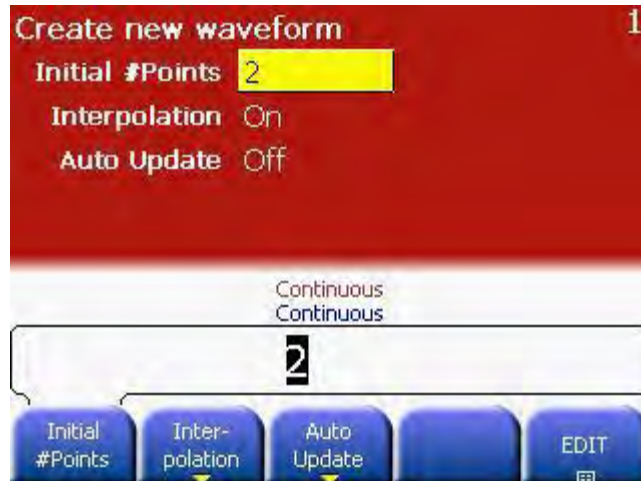 Create new waveform 1
Initial #Points 2
Interpolation On
Auto Update Off
Continuous
Continuous
2
Initial #Points
Inter-polation
Auto Update
EDIT